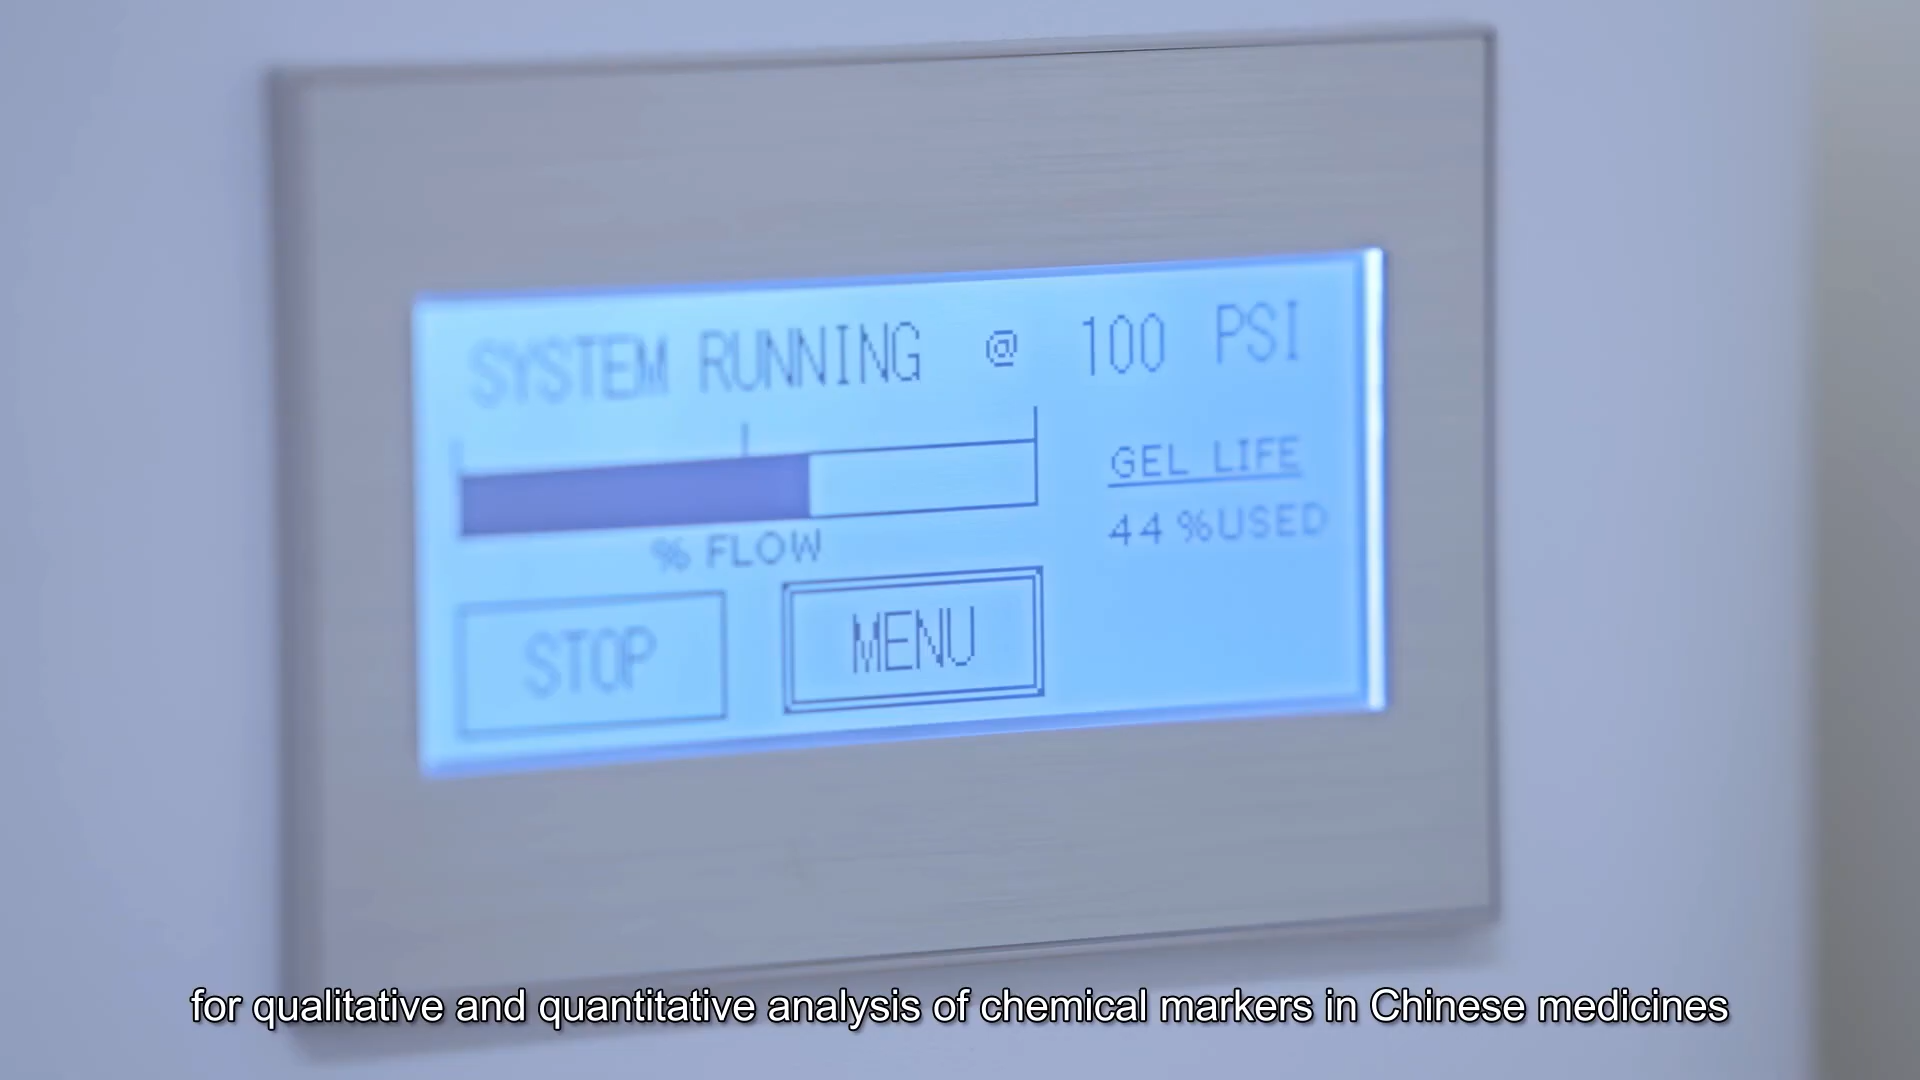 SYSTEM RUNNING @ 100 PSI
GEL LIFE
44 %USED
% FLOW
STOP
MENU
for qualitative and quantitative analysis of chemical markers in Chinese medicines